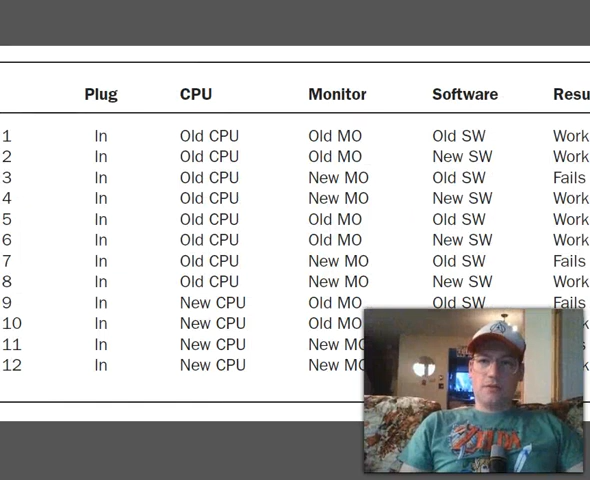 Plug CPU Monitor Software Resu
1 In Old CPU Old MO Old SW Work
2 In Old CPU Old MO New SW Work
3 In Old CPU New MO Old SW Fails
4 In Old CPU New MO New SW Work
5 In Old CPU Old MO Old SW Work
6 In Old CPU Old MO New SW Work
7 In Old CPU New MO Old SW Fails
8 In Old CPU New MO New SW Work
9 In New CPU Old MO Old SW Fails
10 In New CPU Old MO k
11 In New CPU New MO s
12 In New CPU New MO k
ZELDA